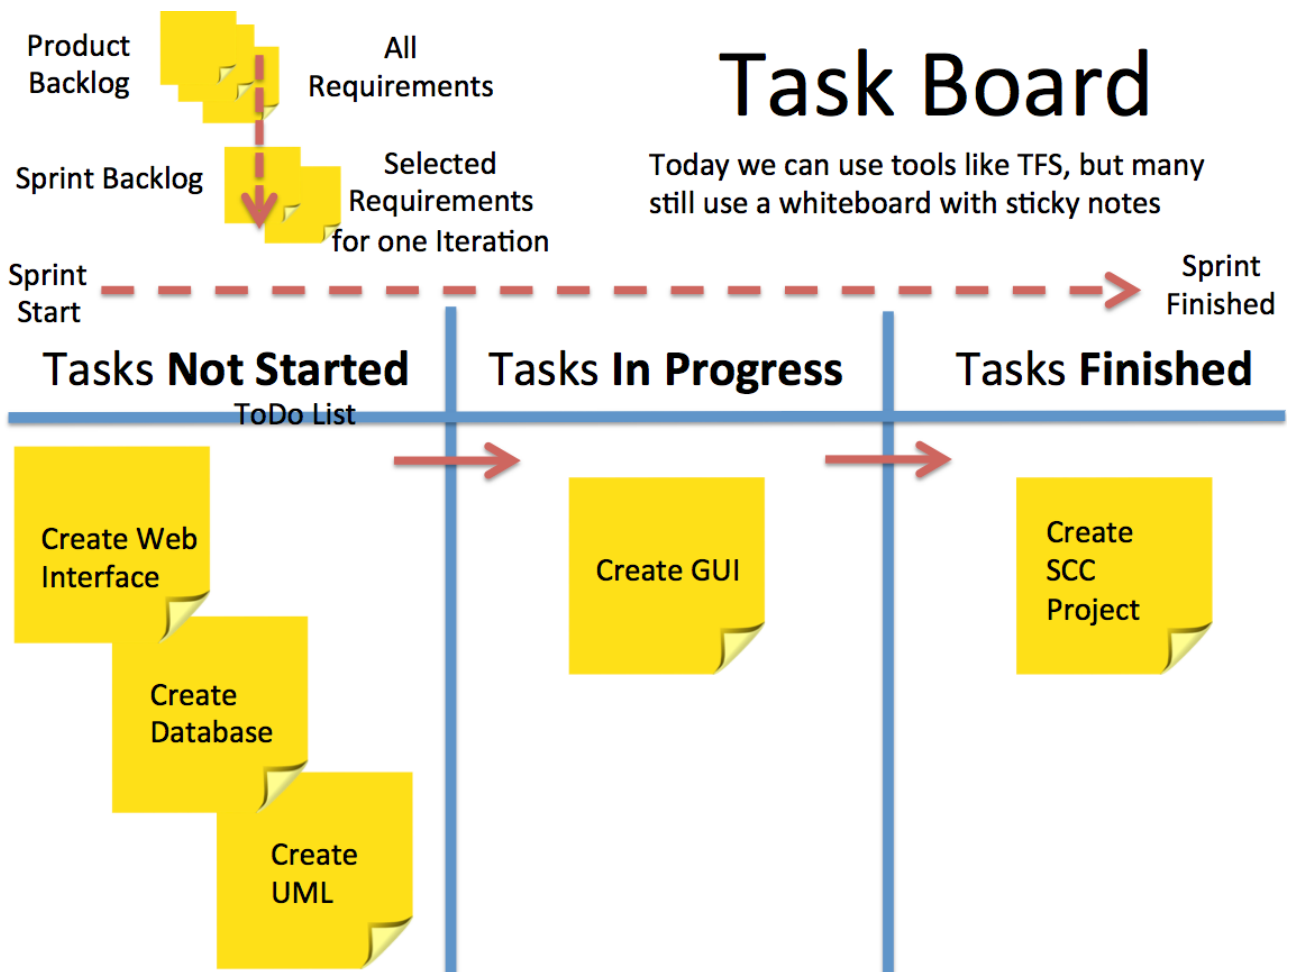 Product
Backlog
All
Requirements
Task Board
Sprint Backlog
Selected
Requirements
for one Iteration
Today we can use tools like TFS, but many
still use a whiteboard with sticky notes
Sprint
Start
Sprint
Finished
Tasks Not Started
ToDo List
Tasks In Progress
Tasks Finished
Create Web
Interface
Create
Database
Create
UML
Create GUI
Create
SCC
Project